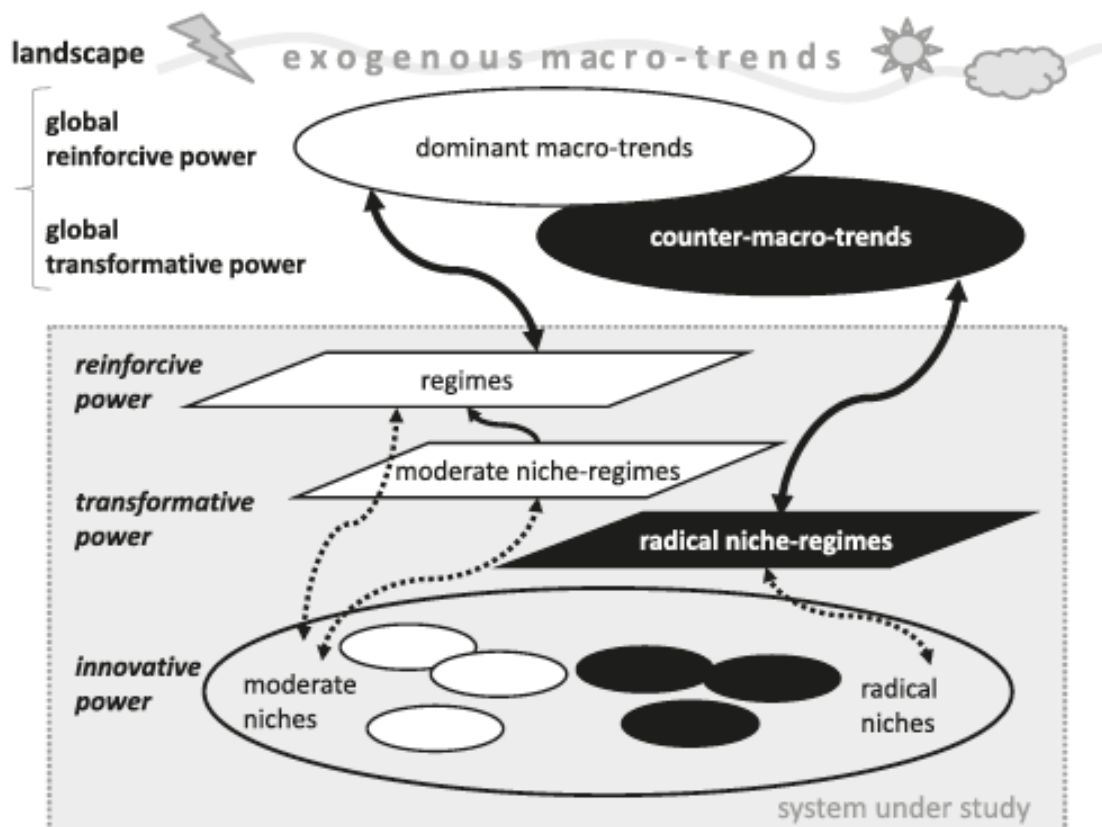 landscape
exogenous macro-trends
global
reinforcive power
dominant macro-trends
global
transformative power
counter-macro-trends
reinforcive
power
regimes
moderate niche-regimes
transformative
power
radical niche-regimes
innovative
power
moderate
niches
radical
niches
system under study